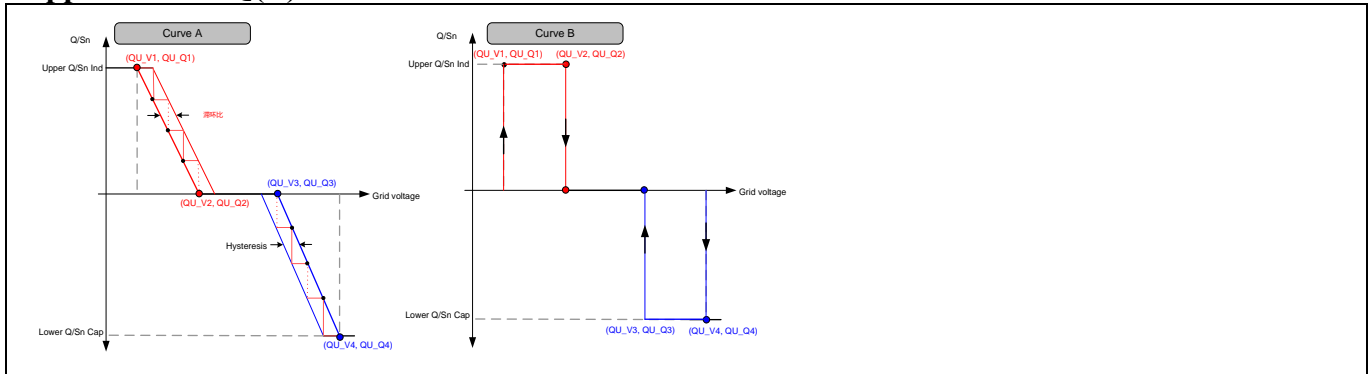 Curve A
Q/Sn
(QU_V1, QU_Q1)
Upper Q/Sn Ind
滞环比
(QU_V3, QU_Q3)
Grid voltage
(QU_V2, QU_Q2)
Hysteresis
Lower Q/Sn Cap
(QU_V4, QU_Q4)
Curve B
Q/Sn
(QU_V1, QU_Q1)
(QU_V2, QU_Q2)
Upper Q/Sn Ind
Grid voltage
Lower Q/Sn Cap
(QU_V3, QU_Q3)
(QU_V4, QU_Q4)